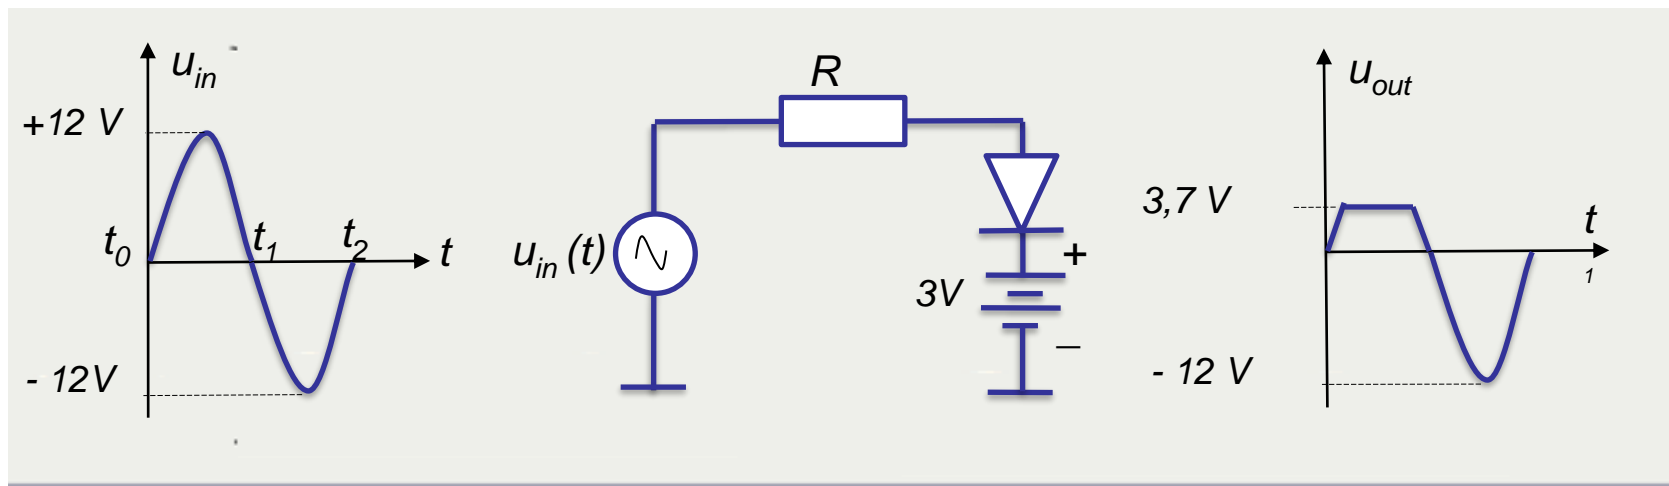 u_in
+12 V
t_0
t_1
t_2
t
- 12V
R
u_in (t)
+
3V
–
u_out
3,7 V
t
1
- 12 V